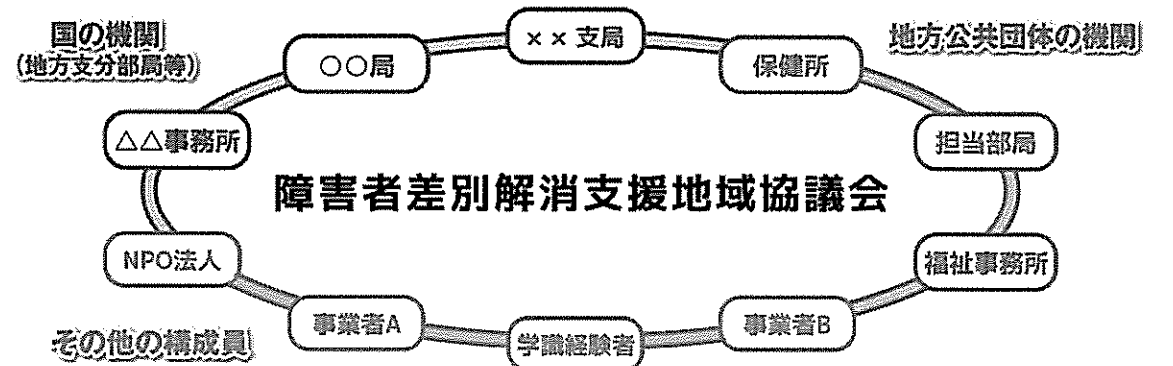 国の機関
(地方支分部局等)
○○局
××支局
保健所
地方公共団体の機関
△△事務所
担当部局
障害者差別解消支援地域協議会
NPO法人
福祉事務所
その他の構成員
事業者A
学識経験者
事業者B